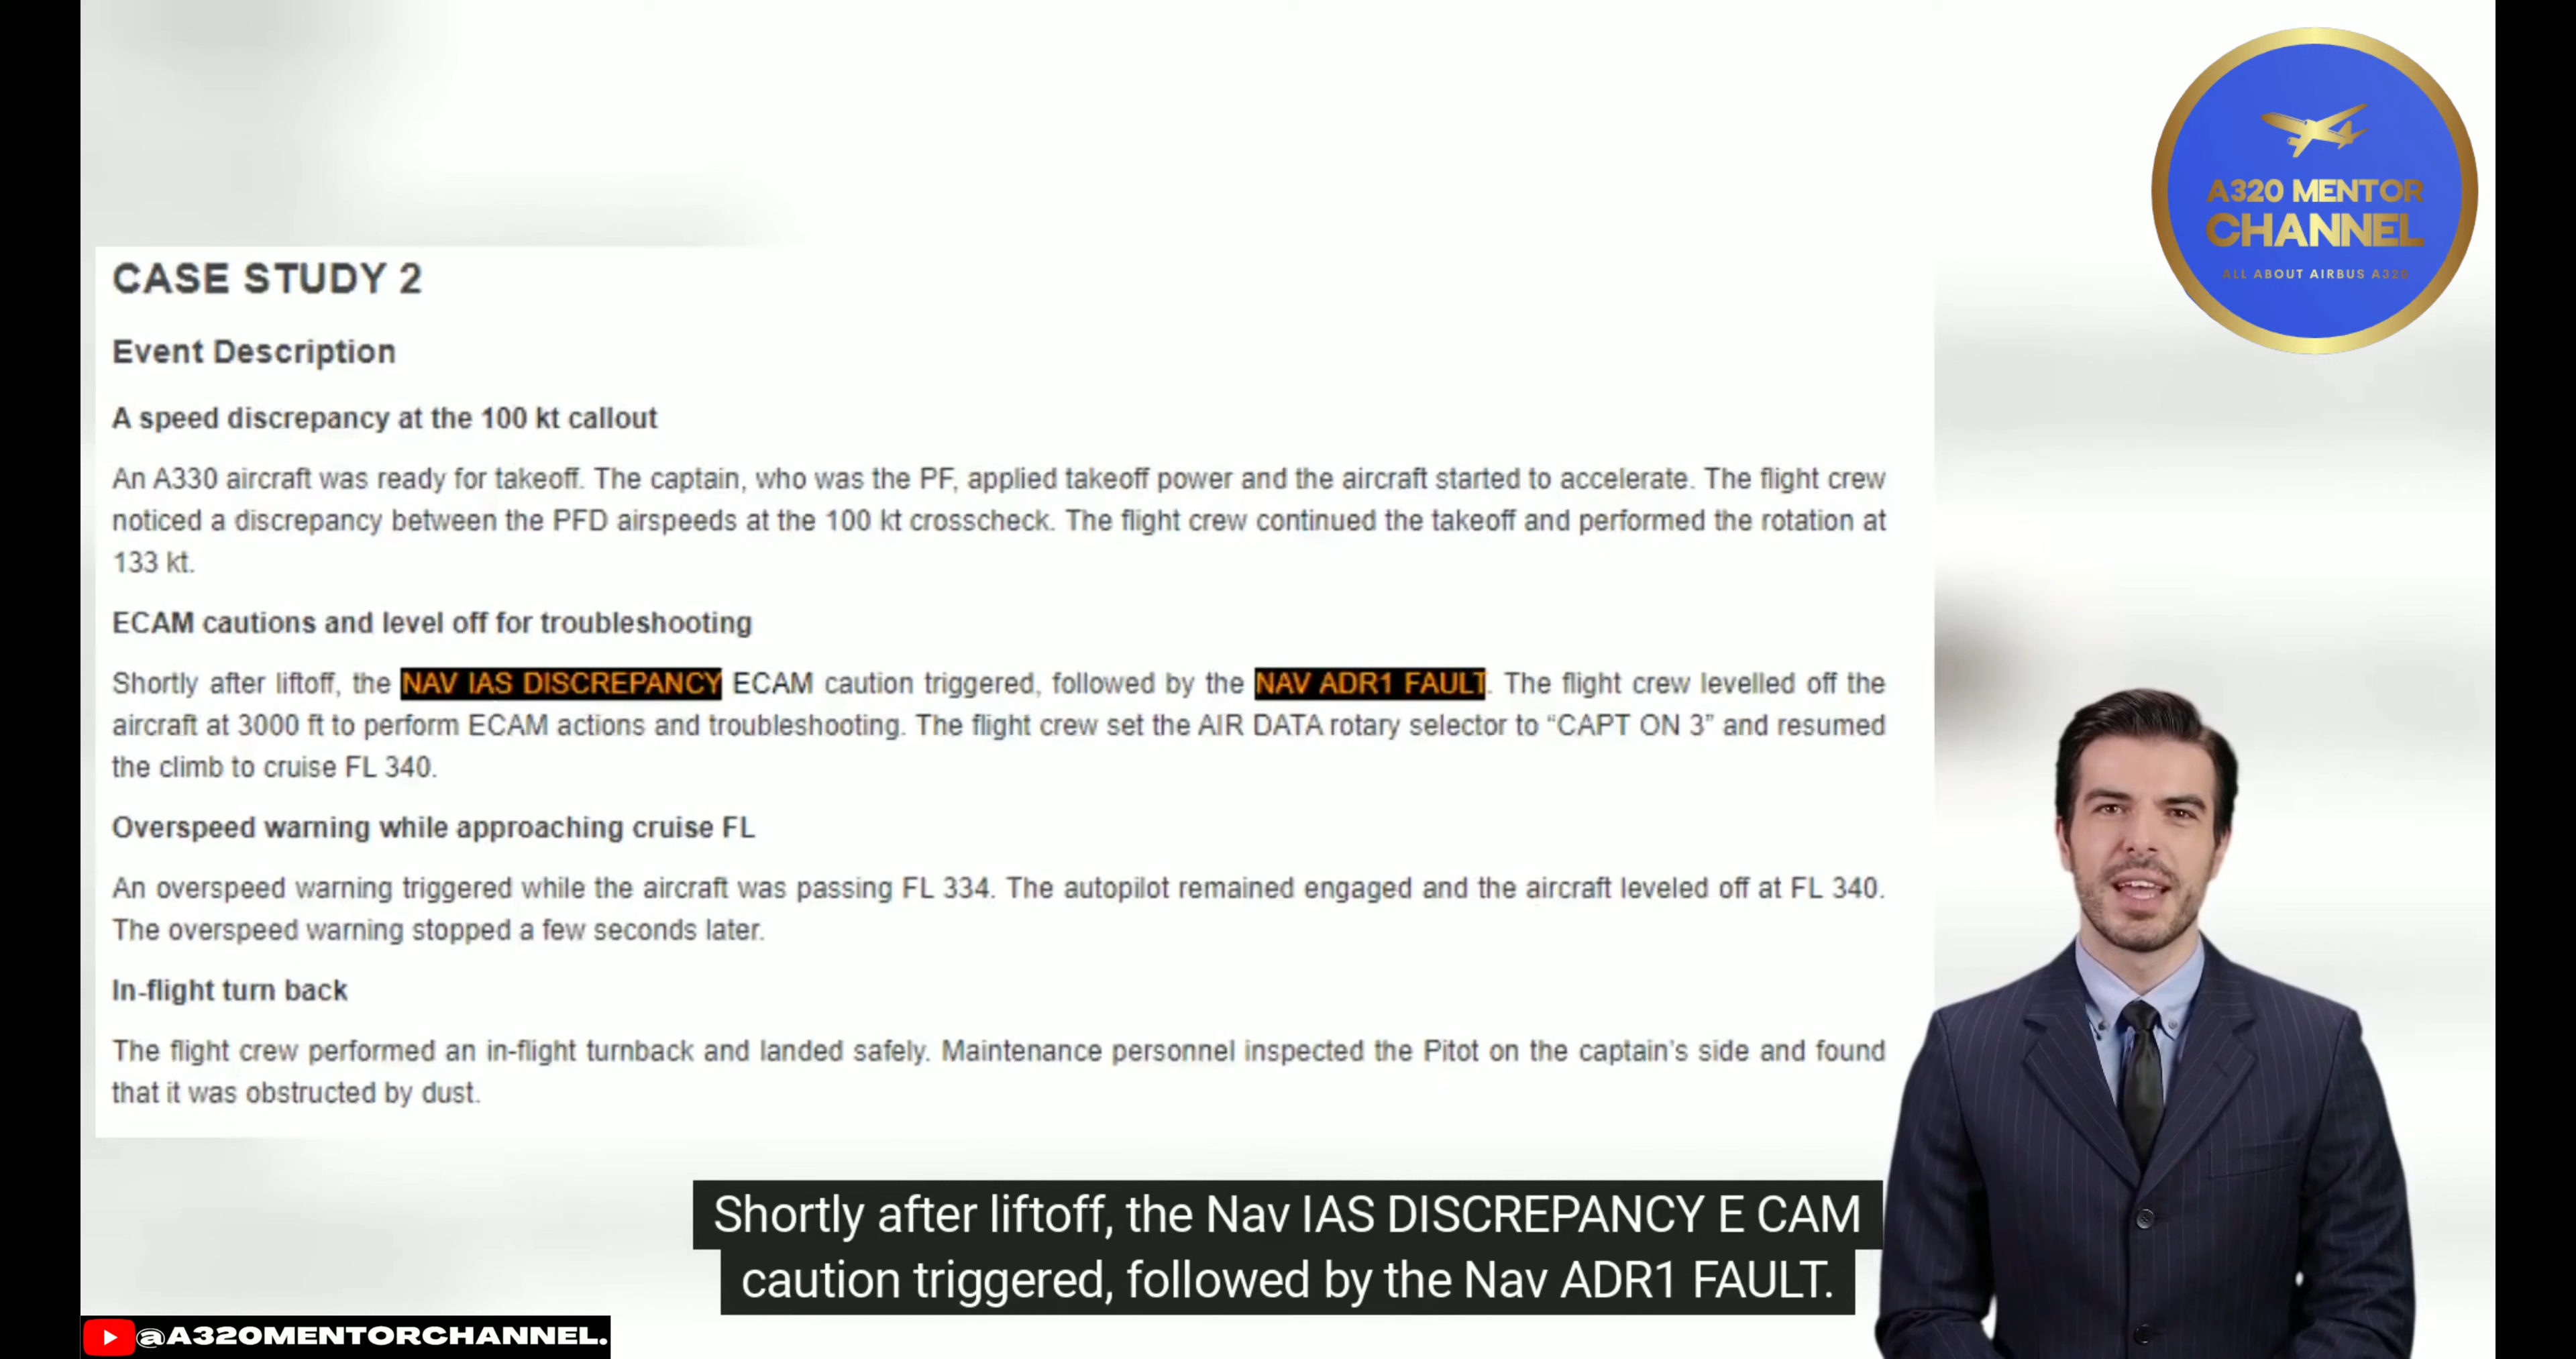 A320 MENTOR
CHANNEL
ALL ABOUT AIRBUS A320
CASE STUDY 2
Event Description
A speed discrepancy at the 100 kt callout
An A330 aircraft was ready for takeoff. The captain, who was the PF, applied takeoff power and the aircraft started to accelerate. The flight crew
noticed a discrepancy between the PFD airspeeds at the 100 kt crosscheck. The flight crew continued the takeoff and performed the rotation at
133 kt.
ECAM cautions and level off for troubleshooting
Shortly after liftoff, the NAV IAS DISCREPANCY ECAM caution triggered, followed by the NAV ADR1 FAULT. The flight crew levelled off the
aircraft at 3000 ft to perform ECAM actions and troubleshooting. The flight crew set the AIR DATA rotary selector to “CAPT ON 3” and resumed
the climb to cruise FL 340.
Overspeed warning while approaching cruise FL
An overspeed warning triggered while the aircraft was passing FL 334. The autopilot remained engaged and the aircraft leveled off at FL 340.
The overspeed warning stopped a few seconds later.
In-flight turn back
The flight crew performed an in-flight turnback and landed safely. Maintenance personnel inspected the Pitot on the captain’s side and found
that it was obstructed by dust.
Shortly after liftoff, the Nav IAS DISCREPANCY E CAM
caution triggered, followed by the Nav ADR1 FAULT.
@A320MENTORCHANNEL.